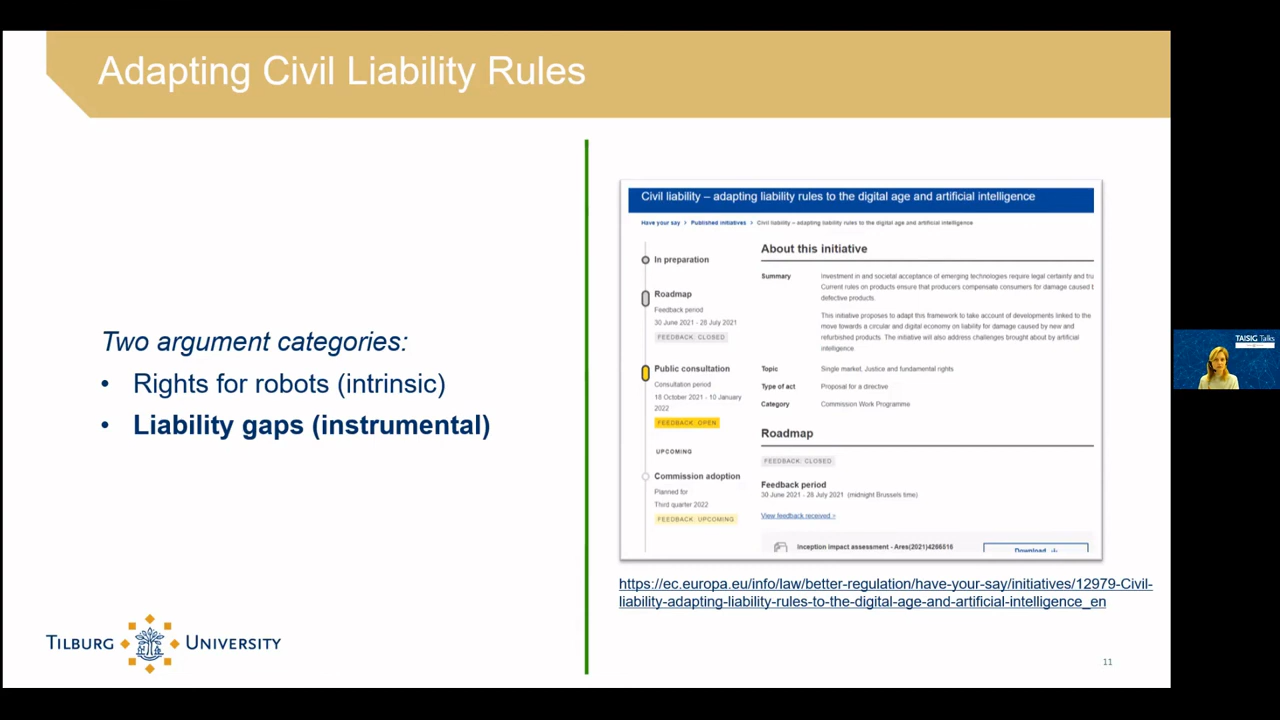 Adapting Civil Liability Rules
Two argument categories:
• Rights for robots (intrinsic)
• Liability gaps (instrumental)
TILBURG UNIVERSITY
Civil liability – adapting liability rules to the digital age and artificial intelligence
Have your say > Published initiatives > Civil liability – adapting liability rules to the digital age and artificial intelligence
In preparation
Roadmap
Feedback period
30 June 2021 - 28 July 2021
FEEDBACK: CLOSED
Public consultation
Consultation period
18 October 2021 - 10 January
2022
FEEDBACK: OPEN
UPCOMING
Commission adoption
Planned for
Third quarter 2022
FEEDBACK: UPCOMING
About this initiative
Summary
Investment in and societal acceptance of emerging technologies require legal certainty and tru
Current rules on products ensure that producers compensate consumers for damage caused b
defective products.
This initiative proposes to adapt this framework to take account of developments linked to the
move towards a circular and digital economy on liability for damage caused by new and
refurbished products. The initiative will also address challenges brought about by artificial
intelligence.
Topic Single market, Justice and fundamental rights
Type of act Proposal for a directive
Category Commission Work Programme
Roadmap
FEEDBACK: CLOSED
Feedback period
30 June 2021 - 28 July 2021 (midnight Brussels time)
View feedback received >
Inception impact assessment - Ares(2021)4266516
Download
https://ec.europa.eu/info/law/better-regulation/have-your-say/initiatives/12979-Civil-
liability-adapting-liability-rules-to-the-digital-age-and-artificial-intelligence_en
11
TAISIG Talks